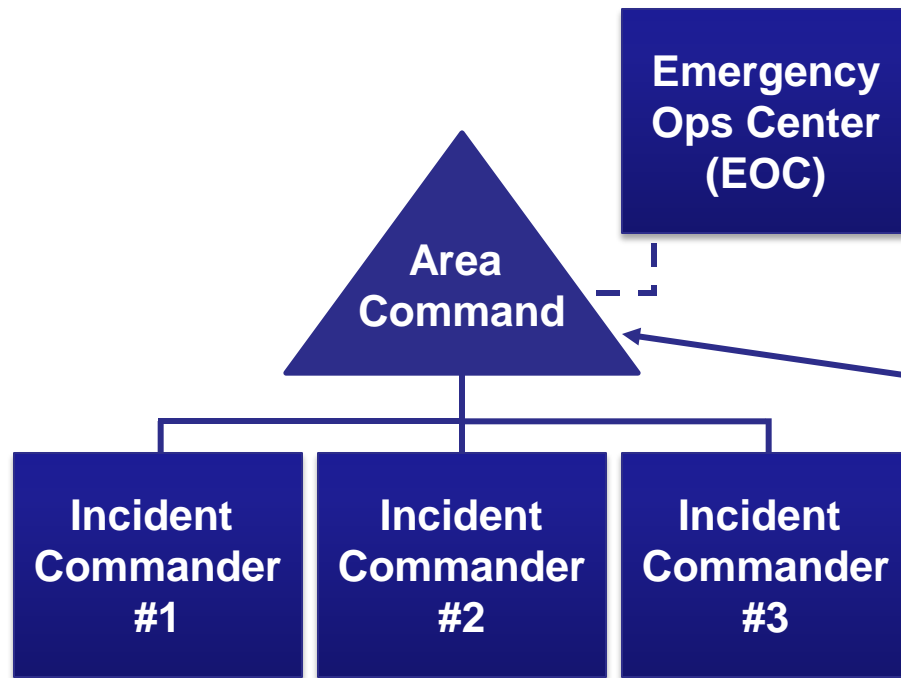 Emergency
Ops Center
(EOC)
Area
Command
Incident
Commander
#1
Incident
Commander
#2
Incident
Commander
#3